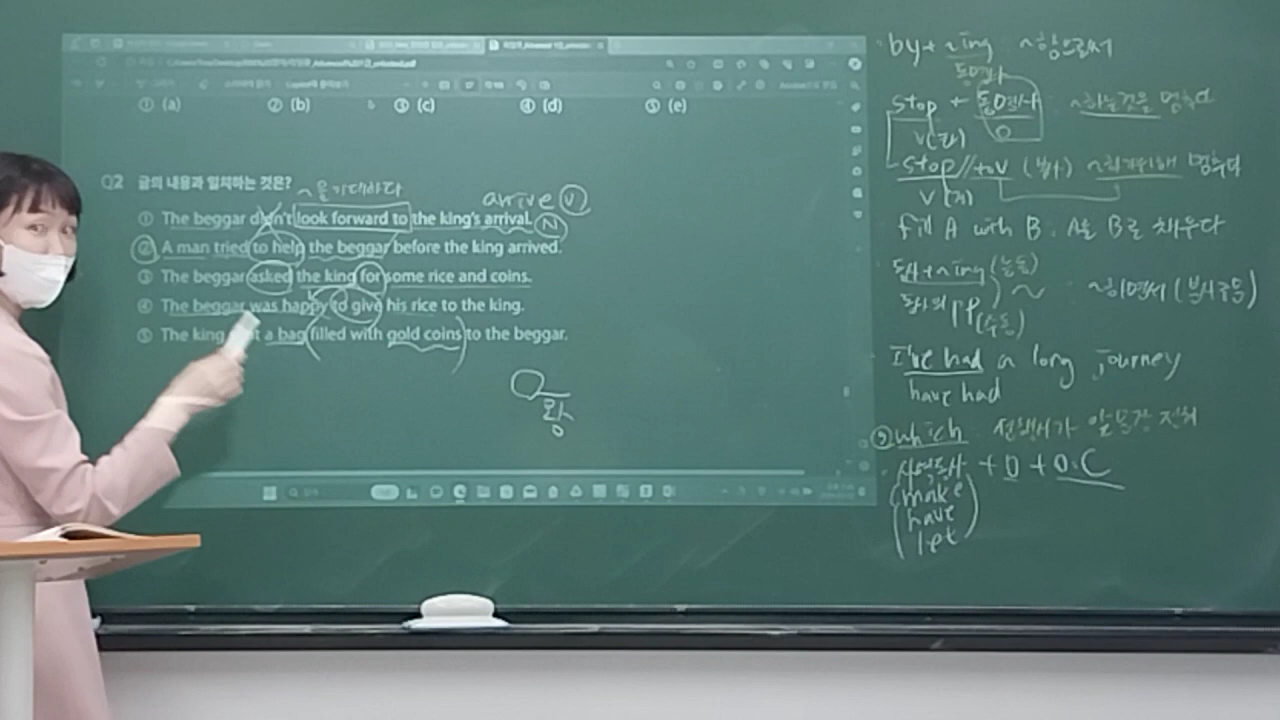 ① (a) ② (b) ③ (c) ④ (d) ⑤ (e)
Q2 글의 내용과 일치하는 것은?
~을 기대하다
arrive Ⓥ
① The beggar didn't look forward to the king's arrival. Ⓝ
② A man tried to help the beggar before the king arrived.
③ The beggar asked the king for some rice and coins.
④ The beggar was happy to give his rice to the king.
⑤ The king a bag filled with gold coins to the beggar.
왕
by + ~ing ~함으로써
동명사
stop + 동명사 ~하는 것을 멈추다
V(타) O
stop // to V (부사) ~하기 위해 멈추다
V (자)
fill A with B : A를 B로 채우다
동사+ing (능동)
동사의 pp (수동) ~ ~하면서 (부사
I've had a long journey
have had
which 선행사가 앞문장 전체
사역동사 + O + O.C
(make
have
let)